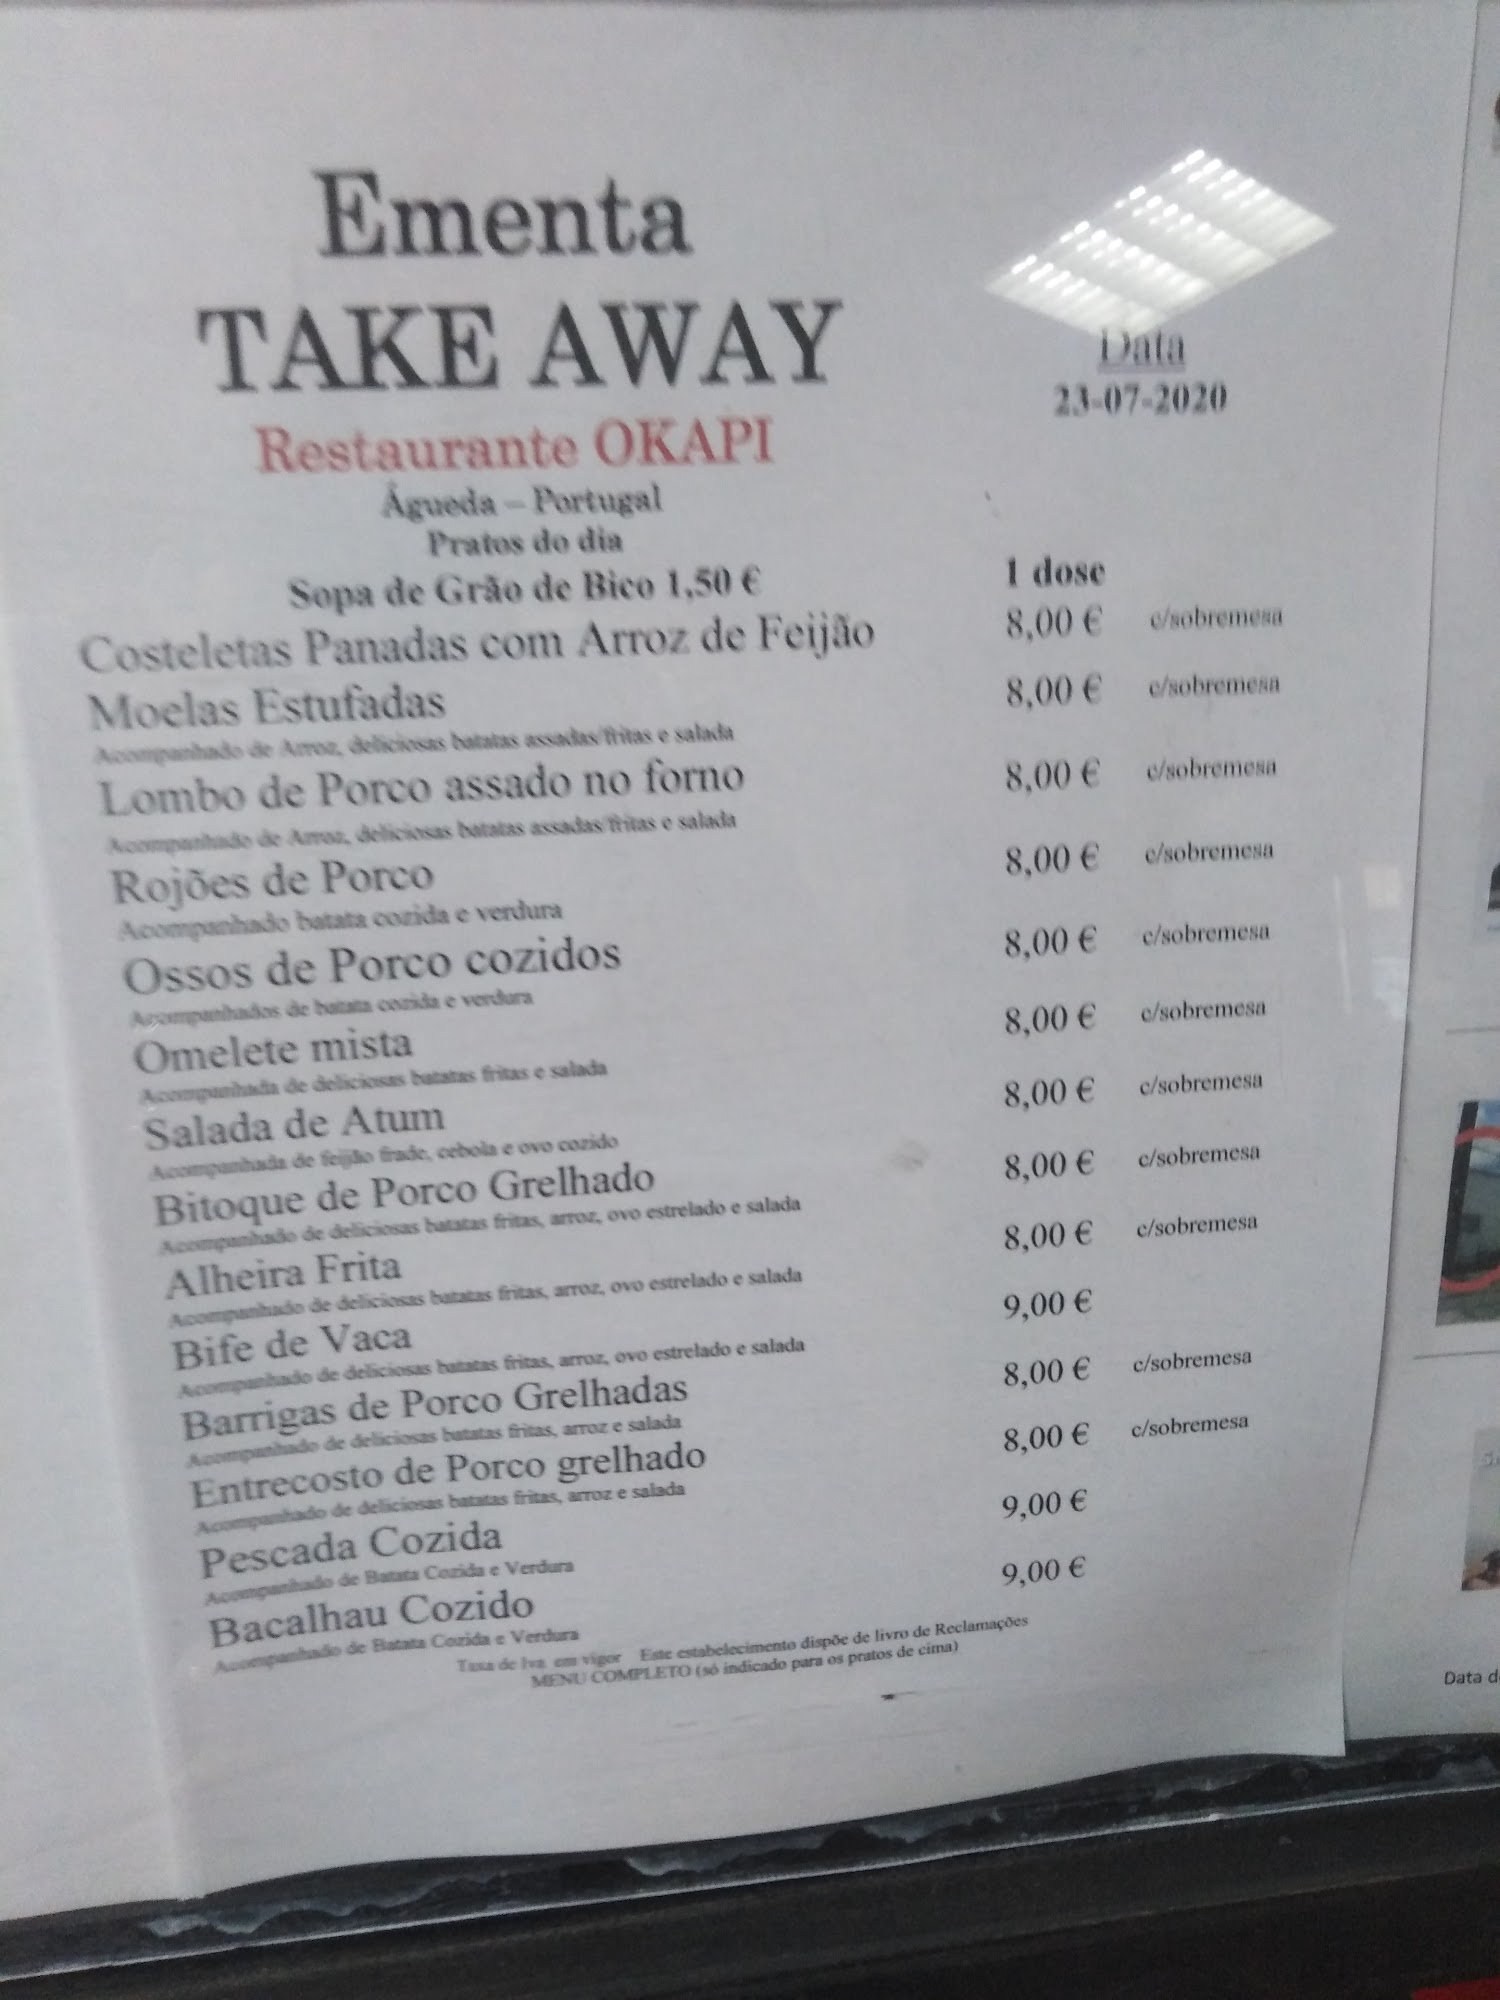 Ementa
TAKE AWAY
Data
23-07-2020
Restaurante OKAPI
Águeda – Portugal
Pratos do dia
Sopa de Grão de Bico 1,50 €
1 dose
Costeletas Panadas com Arroz de Feijão 8,00 € c/sobremesa
Moelas Estufadas 8,00 € c/sobremesa
Acompanhado de Arroz, deliciosas batatas assadas/fritas e salada
Lombo de Porco assado no forno 8,00 € c/sobremesa
Acompanhado de Arroz, deliciosas batatas assadas/fritas e salada
Rojões de Porco 8,00 € c/sobremesa
Acompanhado batata cozida e verdura
Ossos de Porco cozidos 8,00 € c/sobremesa
Acompanhados de batata cozida e verdura
Omelete mista 8,00 € c/sobremesa
Acompanhada de deliciosas batatas fritas e salada
Salada de Atum 8,00 € c/sobremesa
Acompanhada de feijão frade, cebola e ovo cozido
Bitoque de Porco Grelhado 8,00 € c/sobremesa
Acompanhado de deliciosas batatas fritas, arroz, ovo estrelado e salada
Alheira Frita 8,00 € c/sobremesa
Acompanhado de deliciosas batatas fritas, arroz, ovo estrelado e salada
Bife de Vaca 9,00 €
Acompanhado de deliciosas batatas fritas, arroz, ovo estrelado e salada
Barrigas de Porco Grelhadas 8,00 € c/sobremesa
Acompanhado de deliciosas batatas fritas, arroz e salada
Entrecosto de Porco grelhado 8,00 € c/sobremesa
Acompanhado de deliciosas batatas fritas, arroz e salada
Pescada Cozida 9,00 €
Acompanhado de Batata Cozida e Verdura
Bacalhau Cozido 9,00 €
Acompanhado de Batata Cozida e Verdura
Taxa de Iva em vigor Este estabelecimento dispõe de livro de Reclamações
MENU COMPLETO (só indicado para os pratos de cima)
Data d